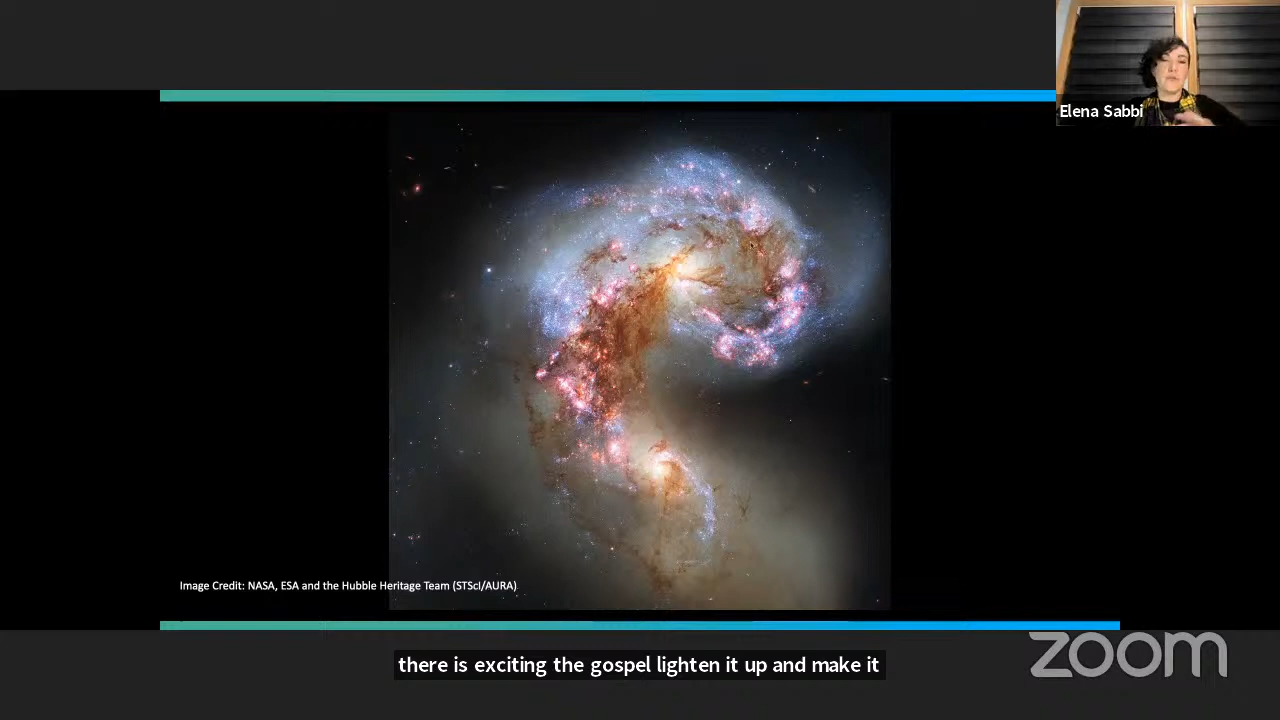 Elena Sabbi
Image Credit: NASA, ESA and the Hubble Heritage Team (STScI/AURA)
there is exciting the gospel lighten it up and make it
zoom